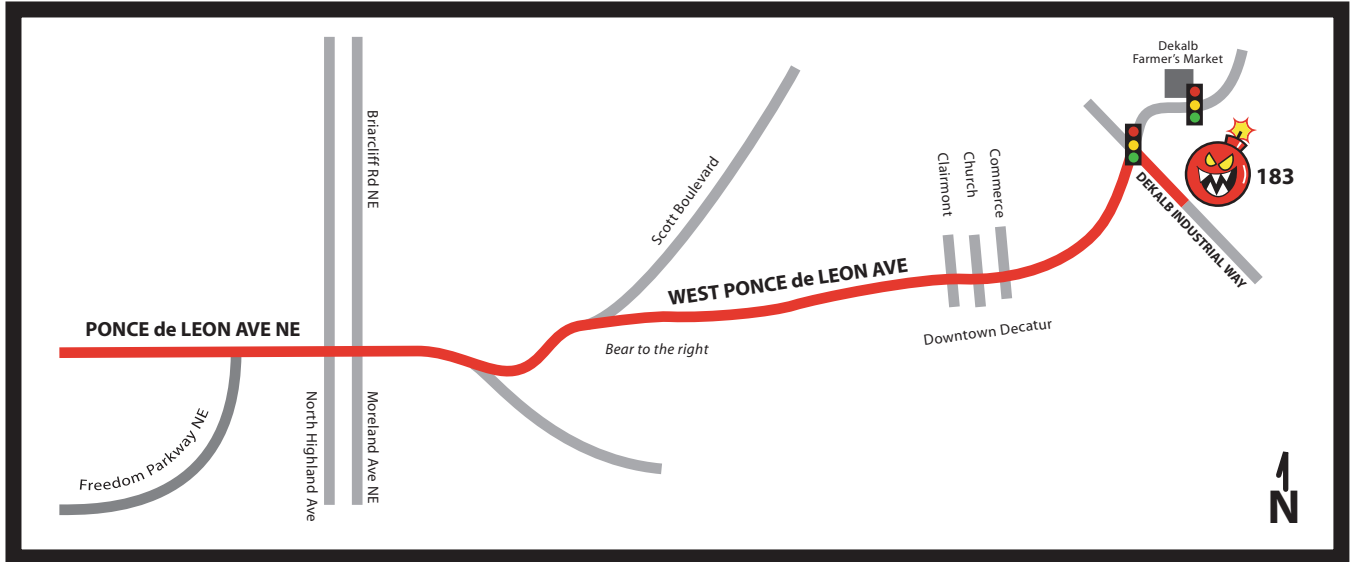 Dekalb
Farmer's Market
183
DEKALB INDUSTRIAL WAY
Briarcliff Rd NE
Scott Boulevard
Clairmont
Church
Commerce
WEST PONCE de LEON AVE
PONCE de LEON AVE NE
Bear to the right
Downtown Decatur
Freedom Parkway NE
North Highland Ave
Moreland Ave NE
N